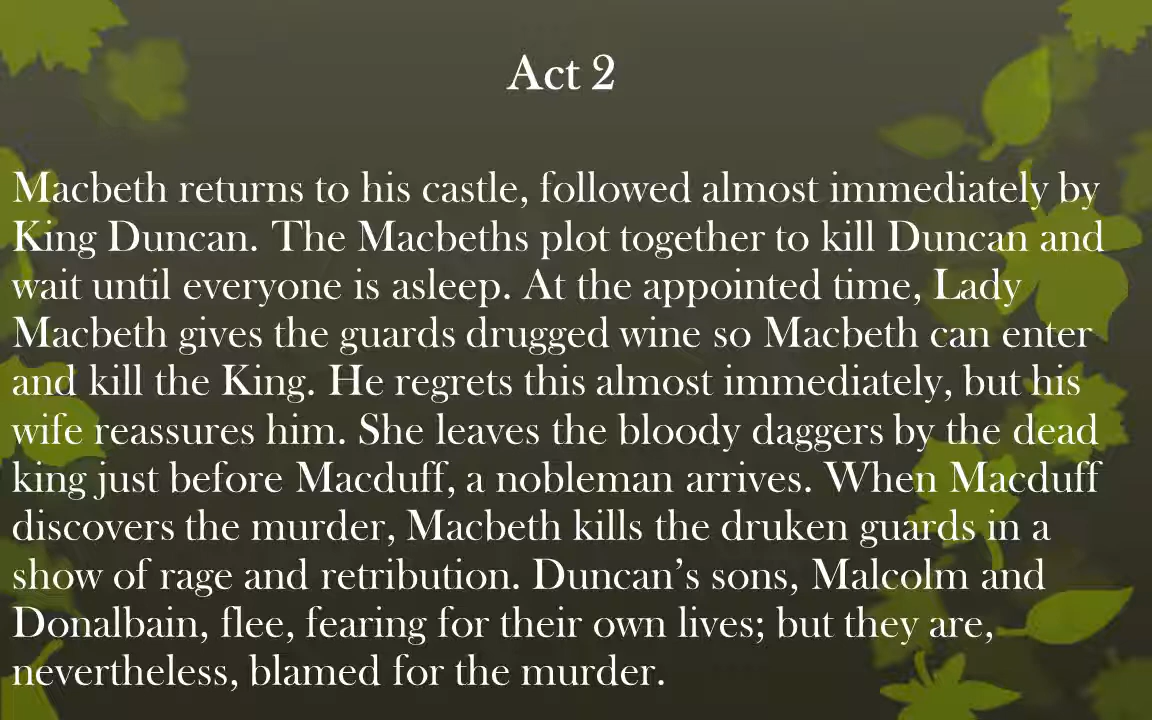 Act 2
Macbeth returns to his castle, followed almost immediately by
King Duncan. The Macbeths plot together to kill Duncan and
wait until everyone is asleep. At the appointed time, Lady
Macbeth gives the guards drugged wine so Macbeth can enter
and kill the King. He regrets this almost immediately, but his
wife reassures him. She leaves the bloody daggers by the dead
king just before Macduff, a nobleman arrives. When Macduff
discovers the murder, Macbeth kills the druken guards in a
show of rage and retribution. Duncan’s sons, Malcolm and
Donalbain, flee, fearing for their own lives; but they are,
nevertheless, blamed for the murder.